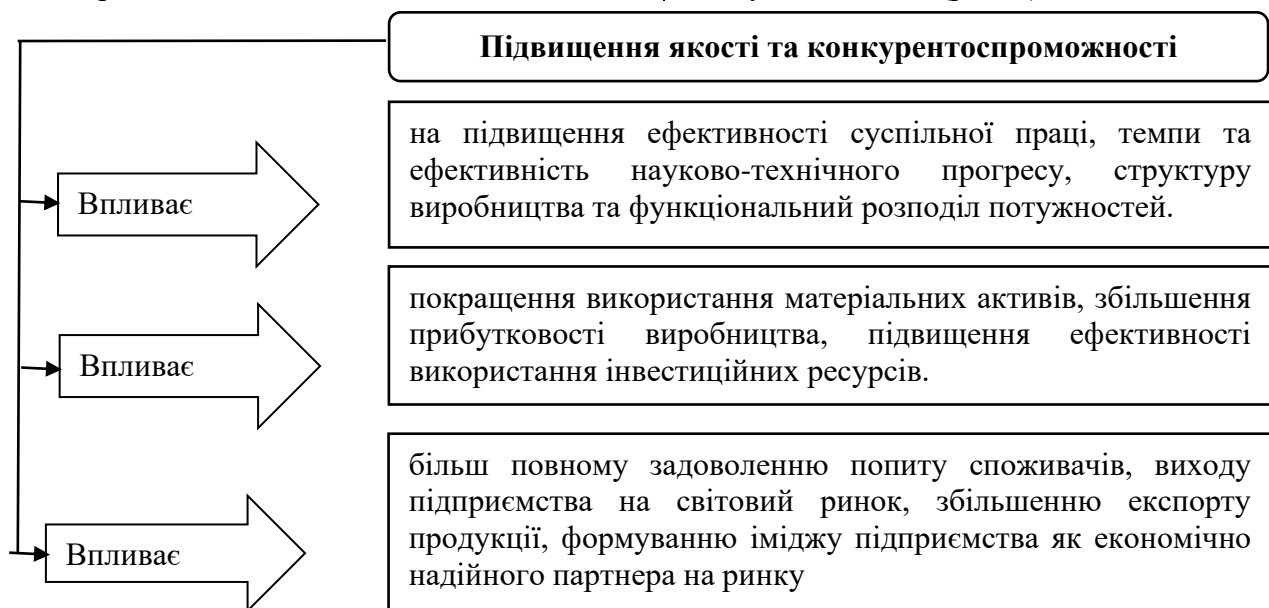 Підвищення якості та конкурентоспроможності
на підвищення ефективності суспільної праці, темпи та
ефективність науково-технічного прогресу, структуру
виробництва та функціональний розподіл потужностей.
Впливає
покращення використання матеріальних активів, збільшення
прибутковості виробництва, підвищення ефективності
використання інвестиційних ресурсів.
Впливає
більш повному задоволенню попиту споживачів, виходу
підприємства на світовий ринок, збільшенню експорту
продукції, формуванню іміджу підприємства як економічно
надійного партнера на ринку
Впливає